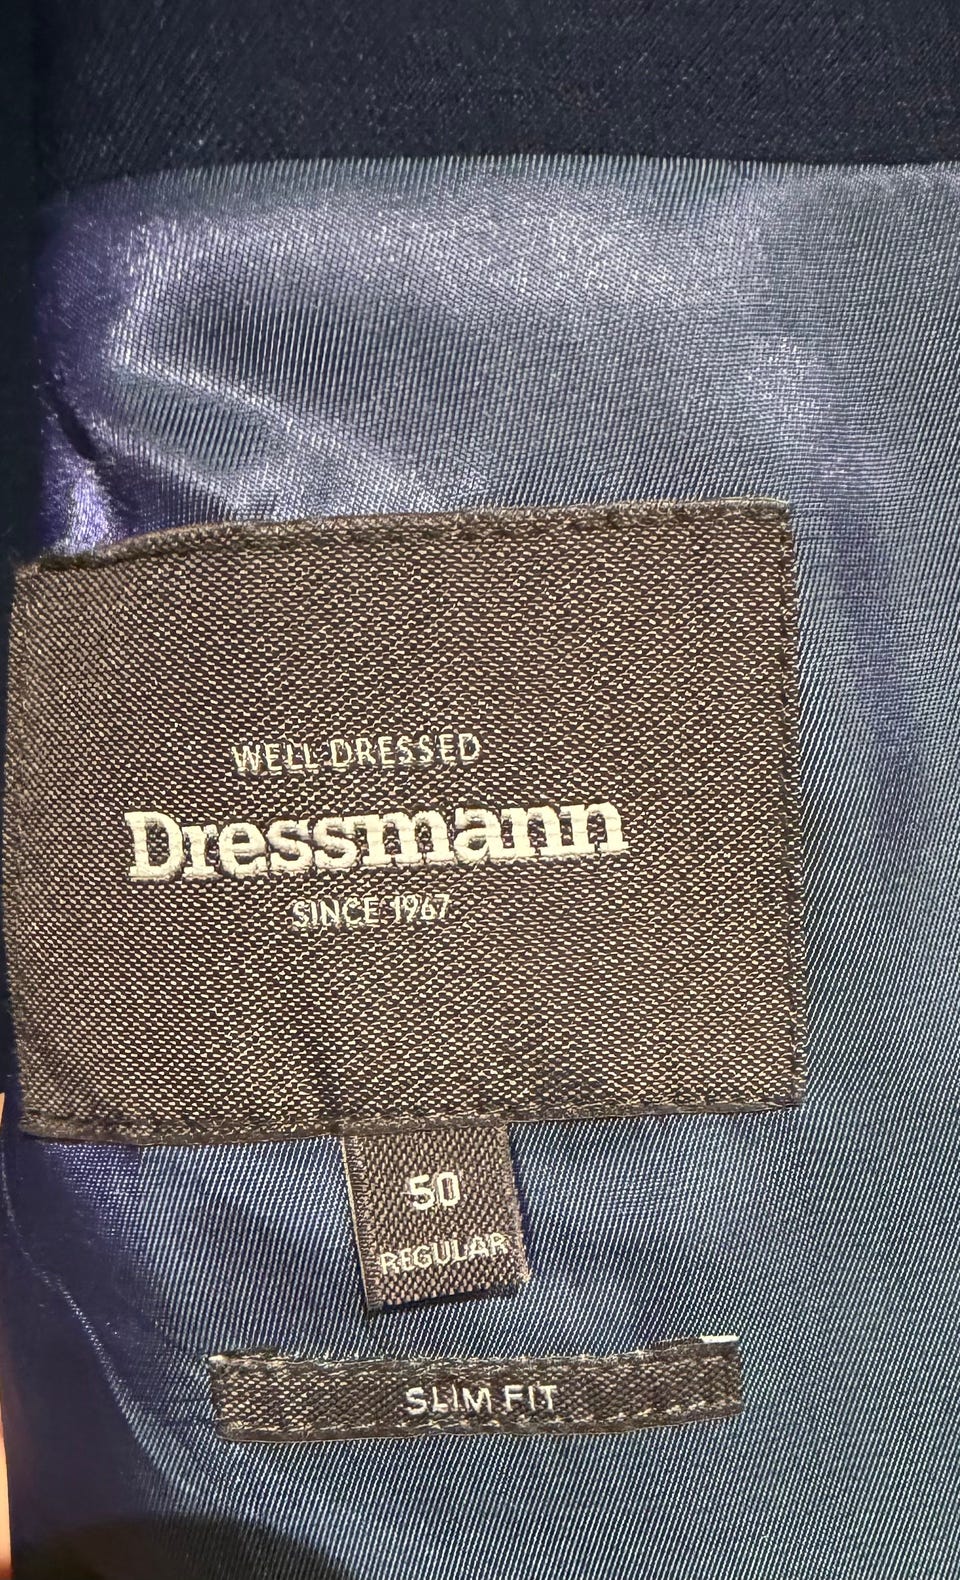 WELL DRESSED
Dressmann
SINCE 1967
50
REGULAR
SLIM FIT